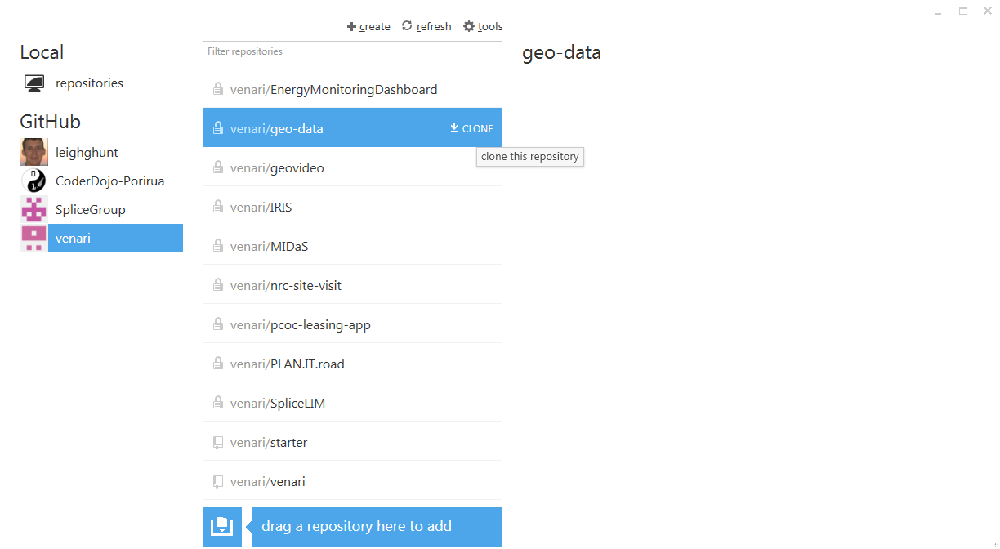 create refresh tools
Local
repositories
GitHub
leighghunt
CoderDojo-Porirua
SpliceGroup
venari
Filter repositories
venari/EnergyMonitoringDashboard
venari/geo-data CLONE
clone this repository
venari/geovideo
venari/IRIS
venari/MIDaS
venari/nrc-site-visit
venari/pcoc-leasing-app
venari/PLAN.IT.road
venari/SpliceLIM
venari/starter
venari/venari
drag a repository here to add
geo-data